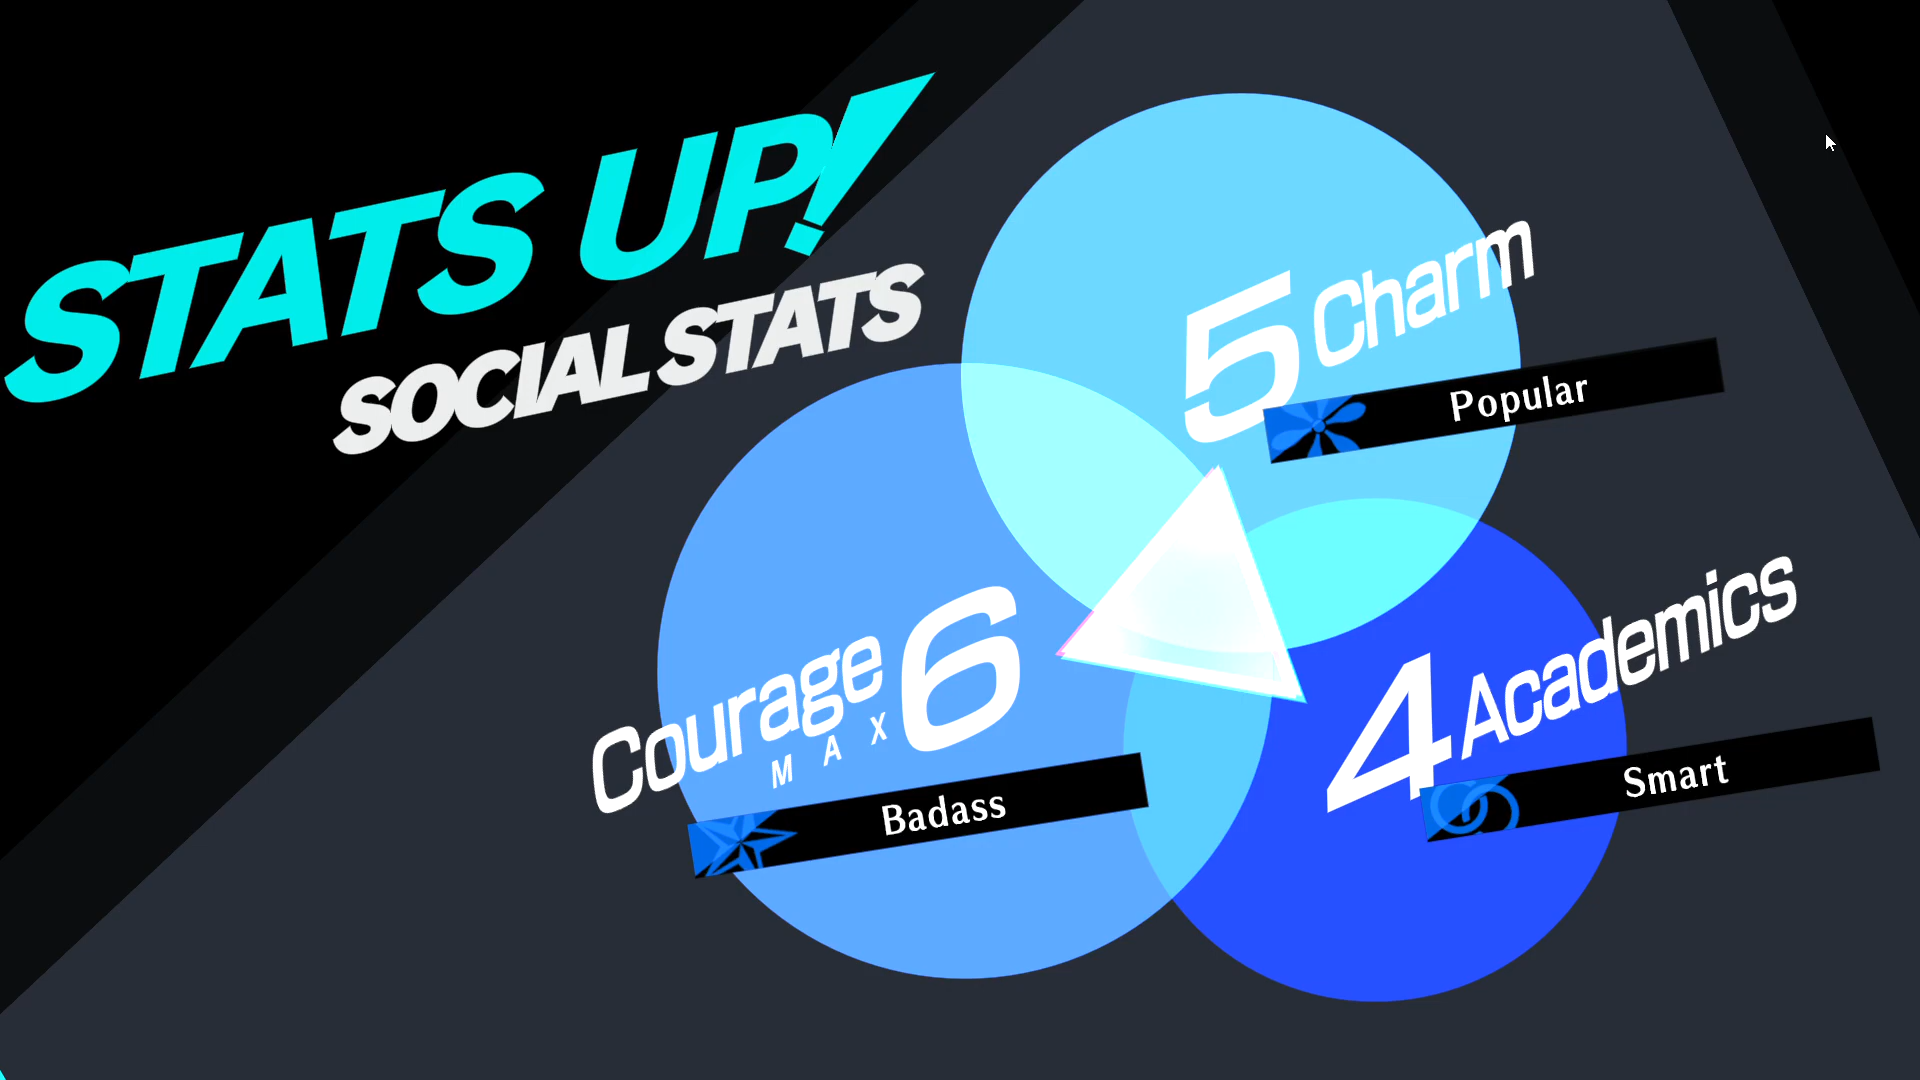 STATS UP!
SOCIAL STATS
5 Charm
Popular
Courage 6
MAX
Badass
4 Academics
Smart